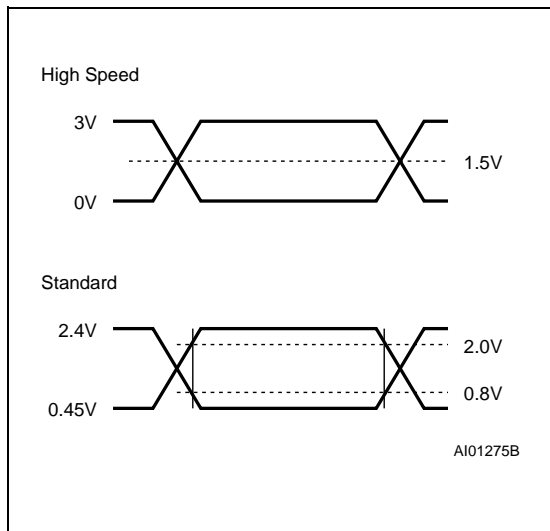 High Speed
3V
1.5V
0V
Standard
2.4V
2.0V
0.8V
0.45V
AI01275B